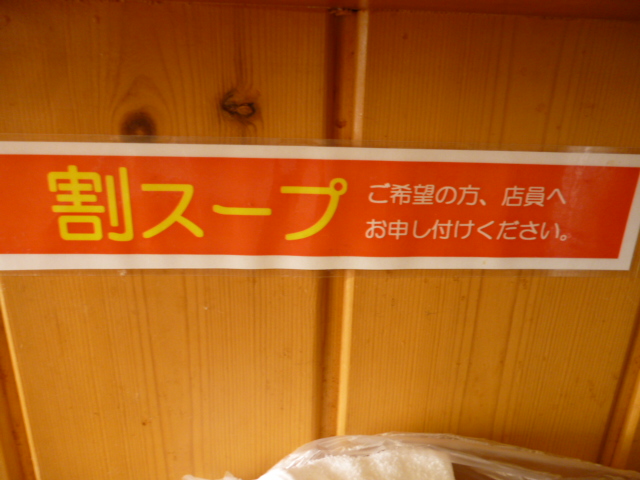 割スープ
ご希望の方、店員へ
お申し付けください。